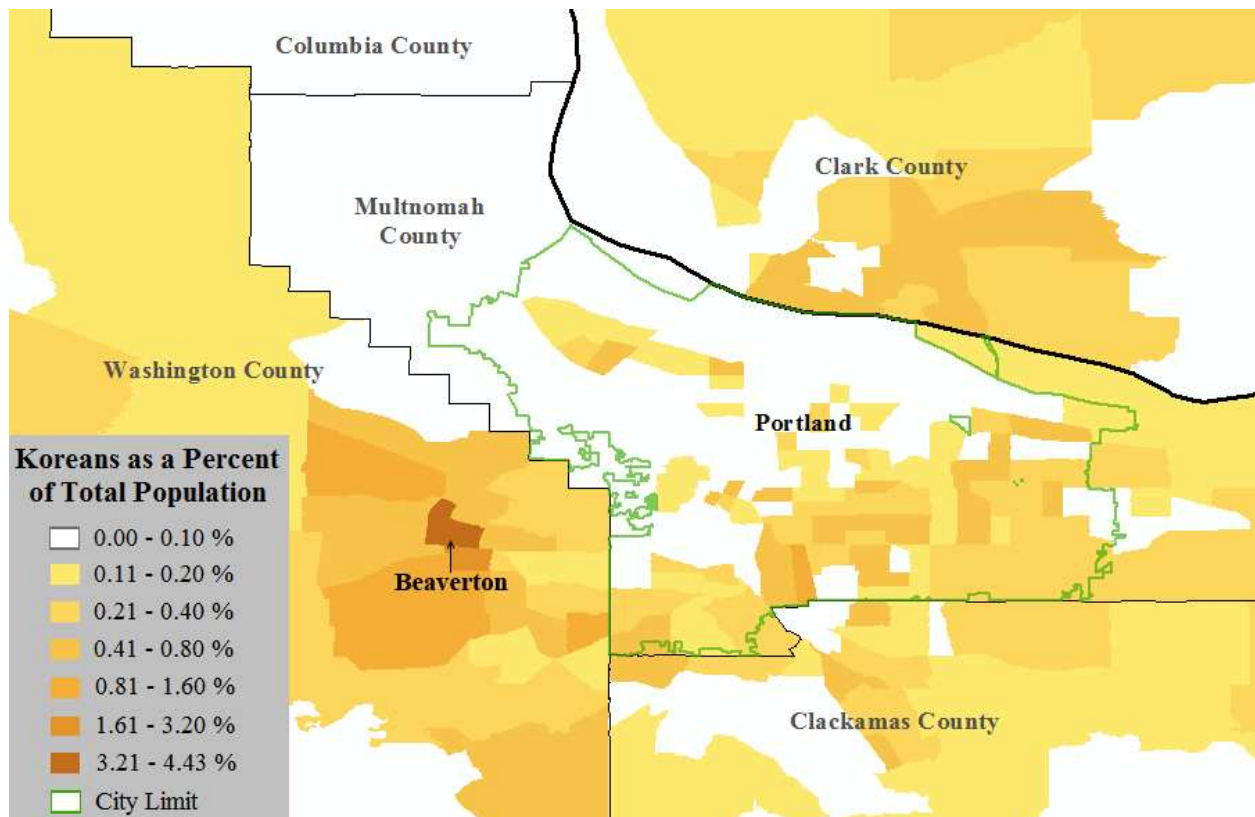 Columbia County
Clark County
Multnomah
County
Washington County
Portland
Koreans as a Percent
of Total Population
0.00 - 0.10 %
0.11 - 0.20 %
0.21 - 0.40 %
0.41 - 0.80 %
0.81 - 1.60 %
1.61 - 3.20 %
3.21 - 4.43 %
City Limit
Beaverton
Clackamas County